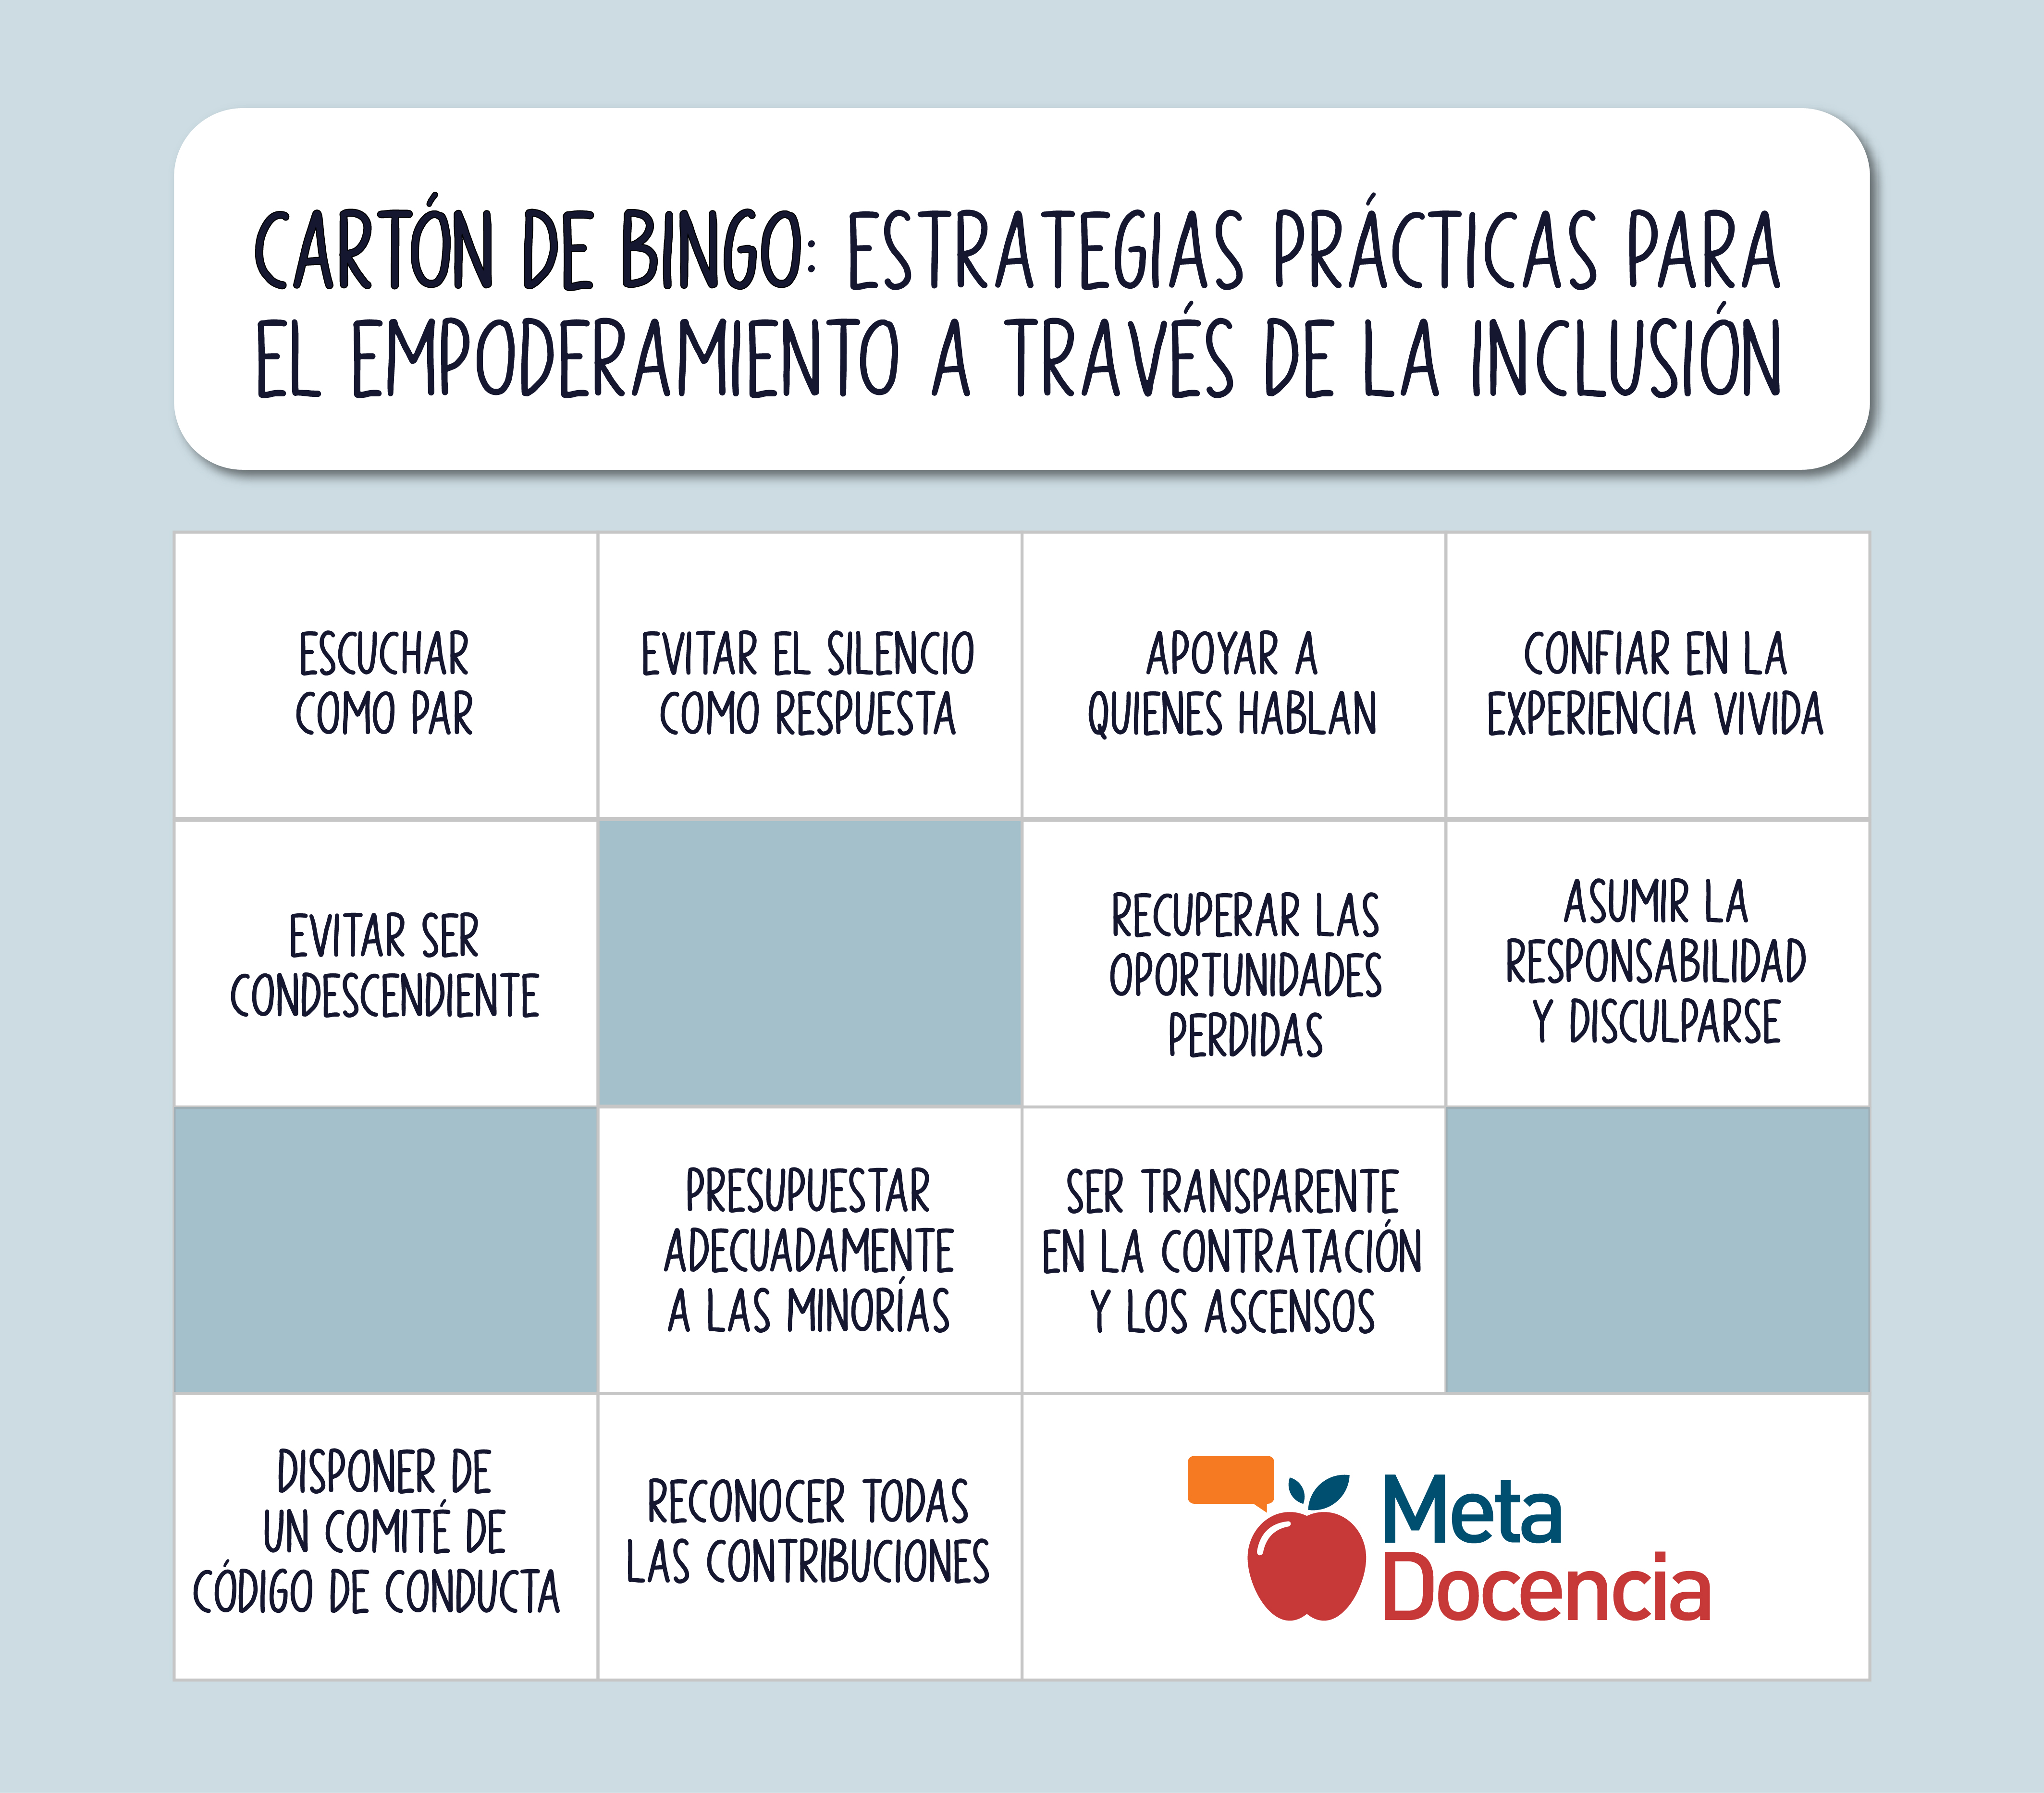 CARTÓN DE BINGO: ESTRATEGIAS PRÁCTICAS PARA
EL EMPODERAMIENTO A TRAVÉS DE LA INCLUSIÓN
ESCUCHAR
COMO PAR
EVITAR EL SILENCIO
COMO RESPUESTA
APOYAR A
QUIENES HABLAN
CONFIAR EN LA
EXPERIENCIA VIVIDA
EVITAR SER
CONDESCENDIENTE
RECUPERAR LAS
OPORTUNIDADES
PERDIDAS
ASUMIR LA
RESPONSABILIDAD
Y DISCULPARSE
PRESUPUESTAR
ADECUADAMENTE
A LAS MINORÍAS
SER TRANSPARENTE
EN LA CONTRATACIÓN
Y LOS ASCENSOS
DISPONER DE
UN COMITÉ DE
CÓDIGO DE CONDUCTA
RECONOCER TODAS
LAS CONTRIBUCIONES
Meta
Docencia